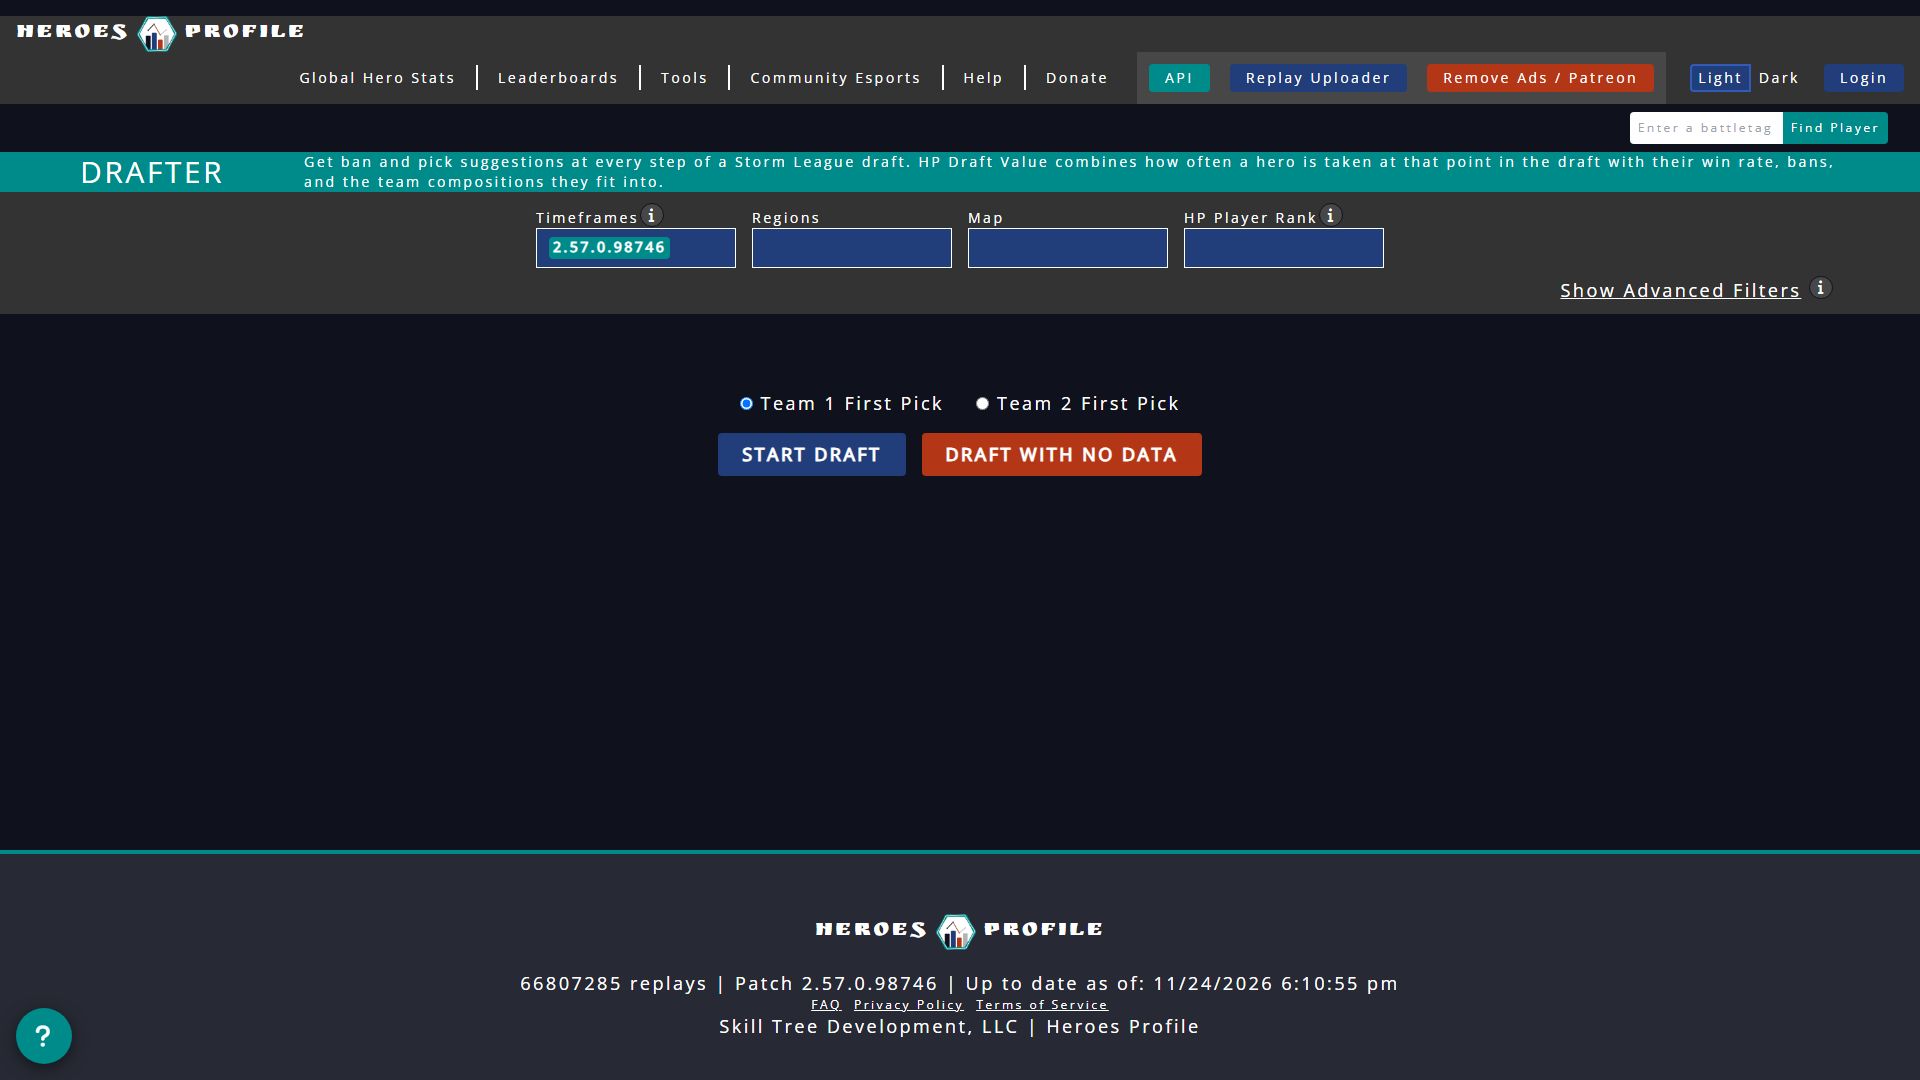 HEROES PROFILE
Global Hero Stats
Leaderboards
Tools
Community Esports
Help
Donate
API
Replay Uploader
Remove Ads / Patreon
Light
Dark
Login
Enter a battletag
Find Player
DRAFTER
Get ban and pick suggestions at every step of a Storm League draft. HP Draft Value combines how often a hero is taken at that point in the draft with their win rate, bans,
and the team compositions they fit into.
Timeframes
Regions
Map
HP Player Rank
2.57.0.98746
Show Advanced Filters
Team 1 First Pick
Team 2 First Pick
START DRAFT
DRAFT WITH NO DATA
HEROES PROFILE
66807285 replays | Patch 2.57.0.98746 | Up to date as of: 11/24/2026 6:10:55 pm
FAQ Privacy Policy Terms of Service
Skill Tree Development, LLC | Heroes Profile
?